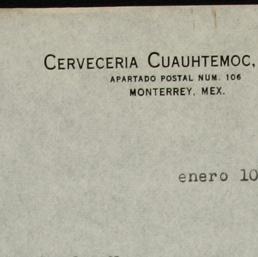 CERVECERIA CUAUHTEMOC,
APARTADO POSTAL NUM. 106
MONTERREY, MEX.
enero 10